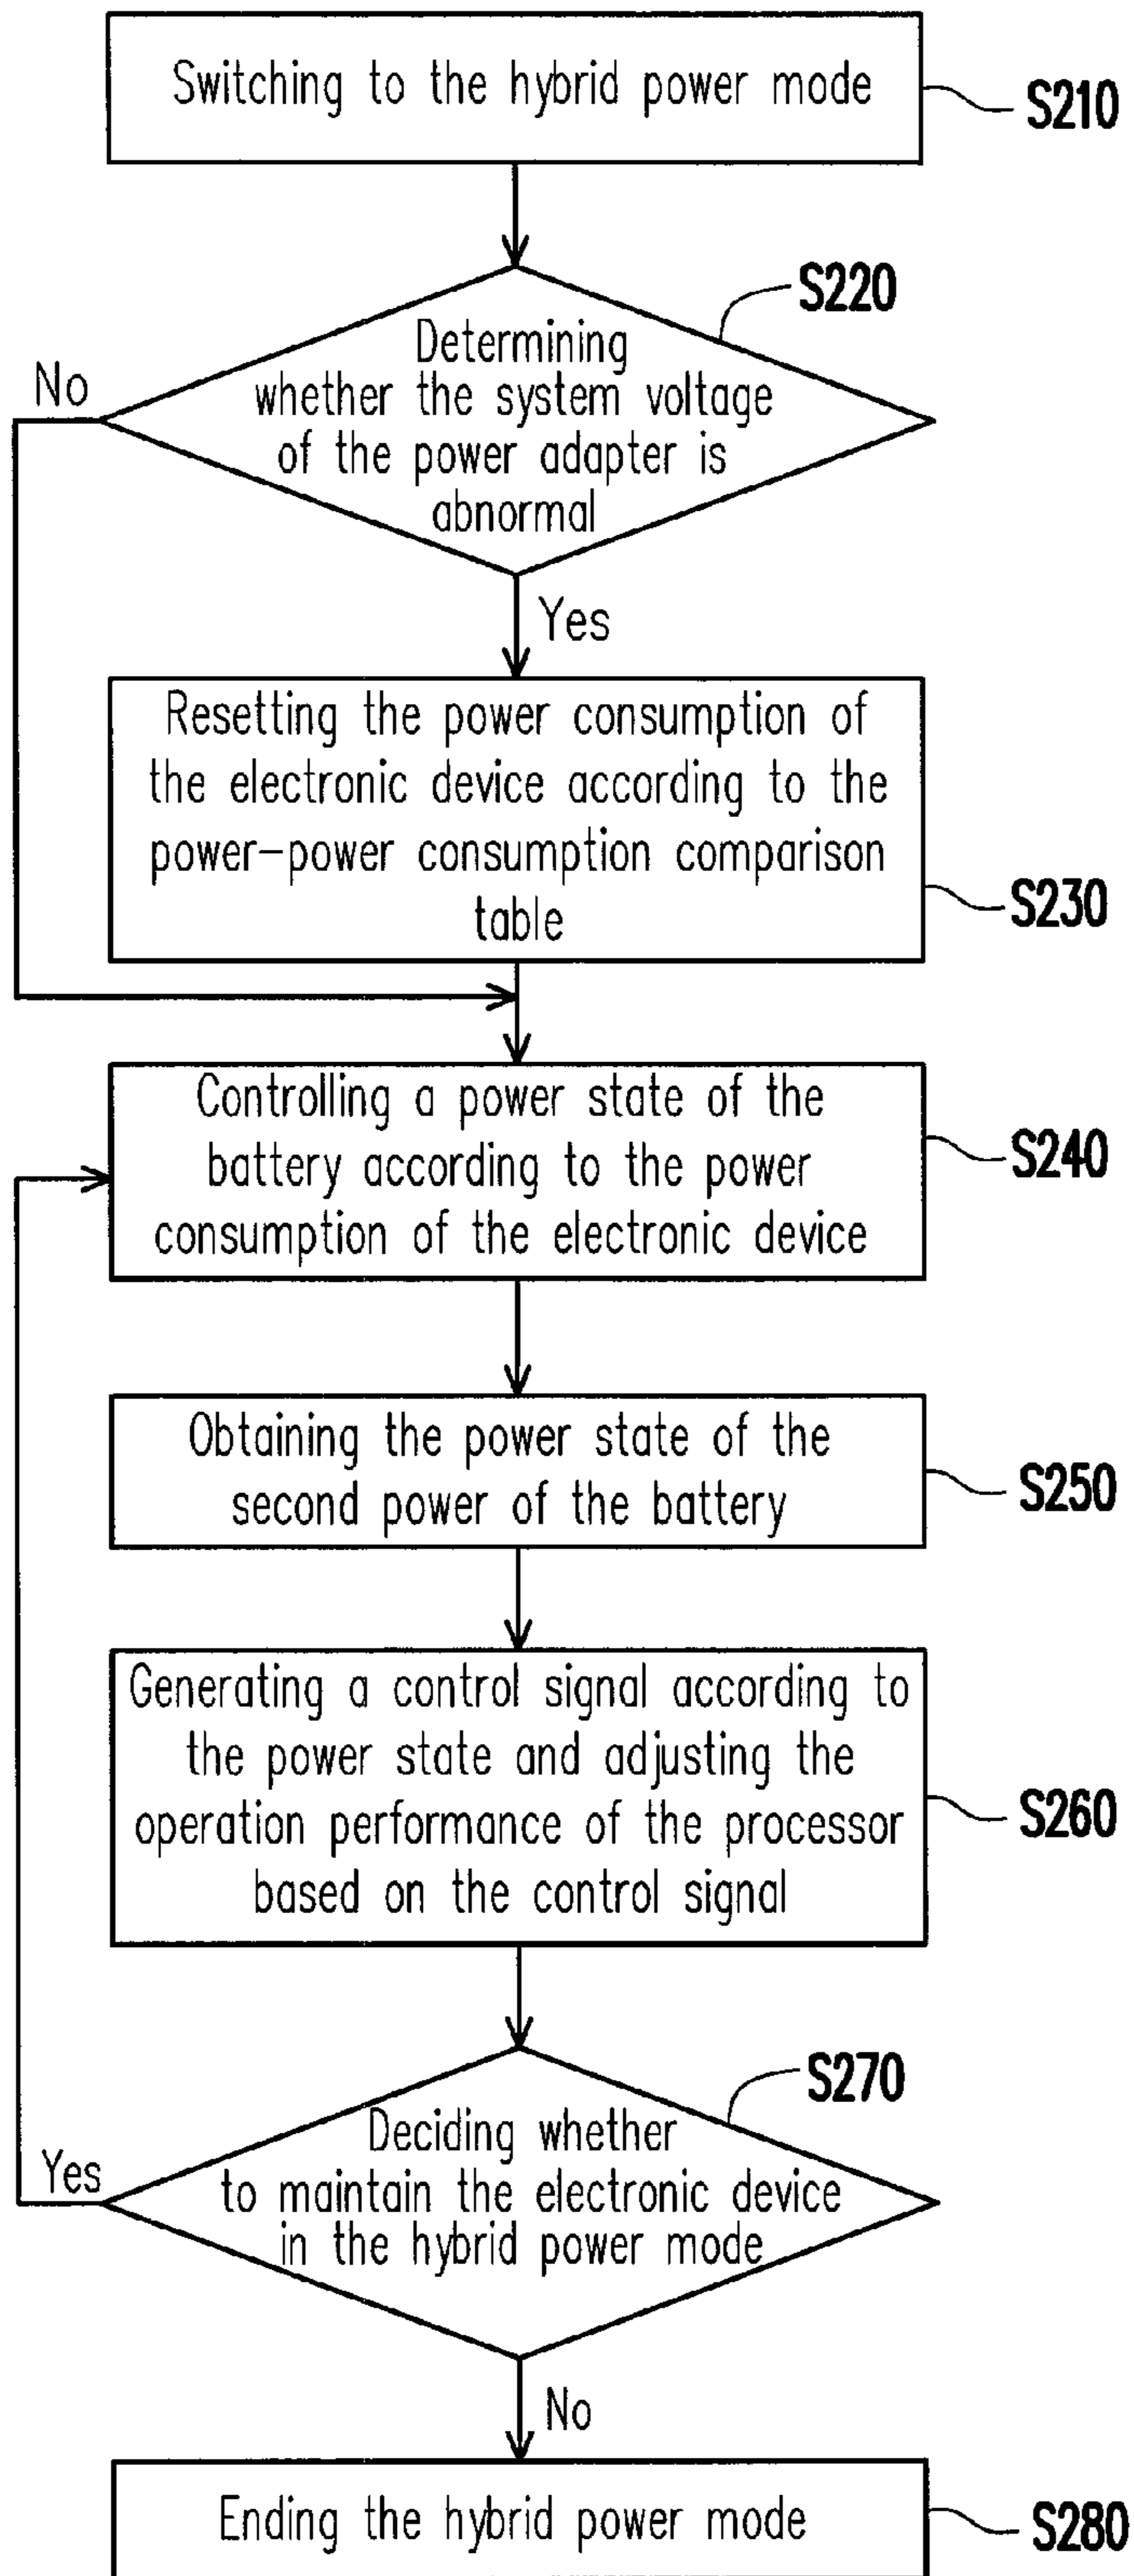 Switching to the hybrid power mode
S210
S220
Determining
whether the system voltage
of the power adapter is
abnormal
No
Yes
Resetting the power consumption of
the electronic device according to the
power-power consumption comparison
table
S230
Controlling a power state of the
battery according to the power
consumption of the electronic device
S240
Obtaining the power state of the
second power of the battery
S250
Generating a control signal according to
the power state and adjusting the
operation performance of the processor
based on the control signal
S260
S270
Deciding whether
to maintain the electronic device
in the hybrid power mode
Yes
No
Ending the hybrid power mode
S280